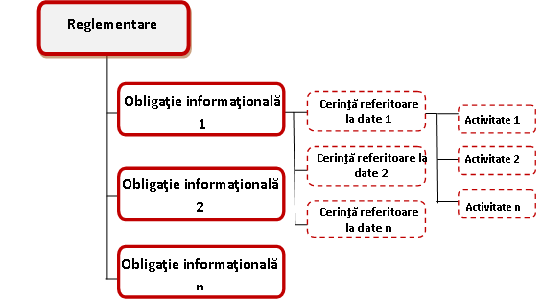 Reglementare
Obligaţie informaţională
1
Cerinţă referitoare
la date 1
Activitate 1
Cerinţă referitoare la
date 2
Activitate 2
Obligaţie informaţională
2
Cerinţă referitoare
la date n
Activitate n
Obligaţie informaţională
n